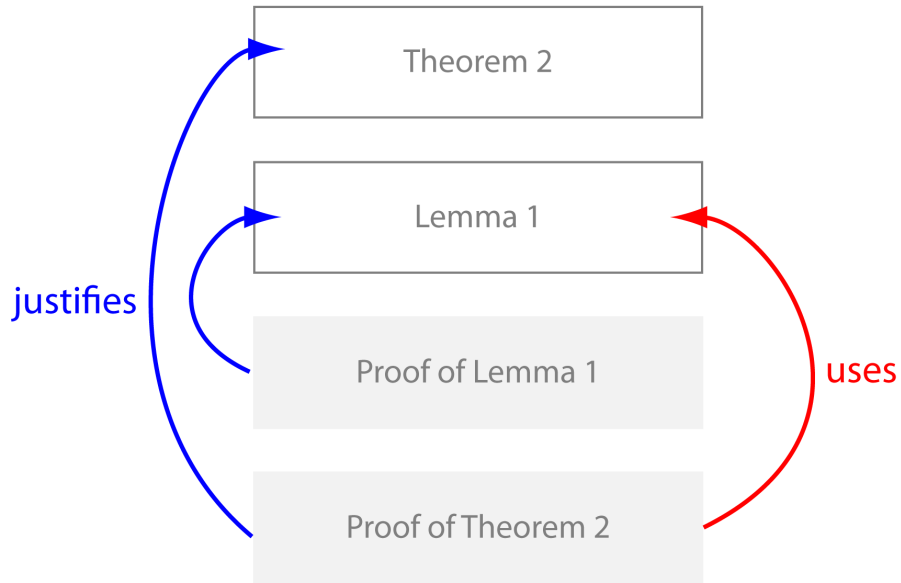 Theorem 2
Lemma 1
justifies
Proof of Lemma 1
uses
Proof of Theorem 2